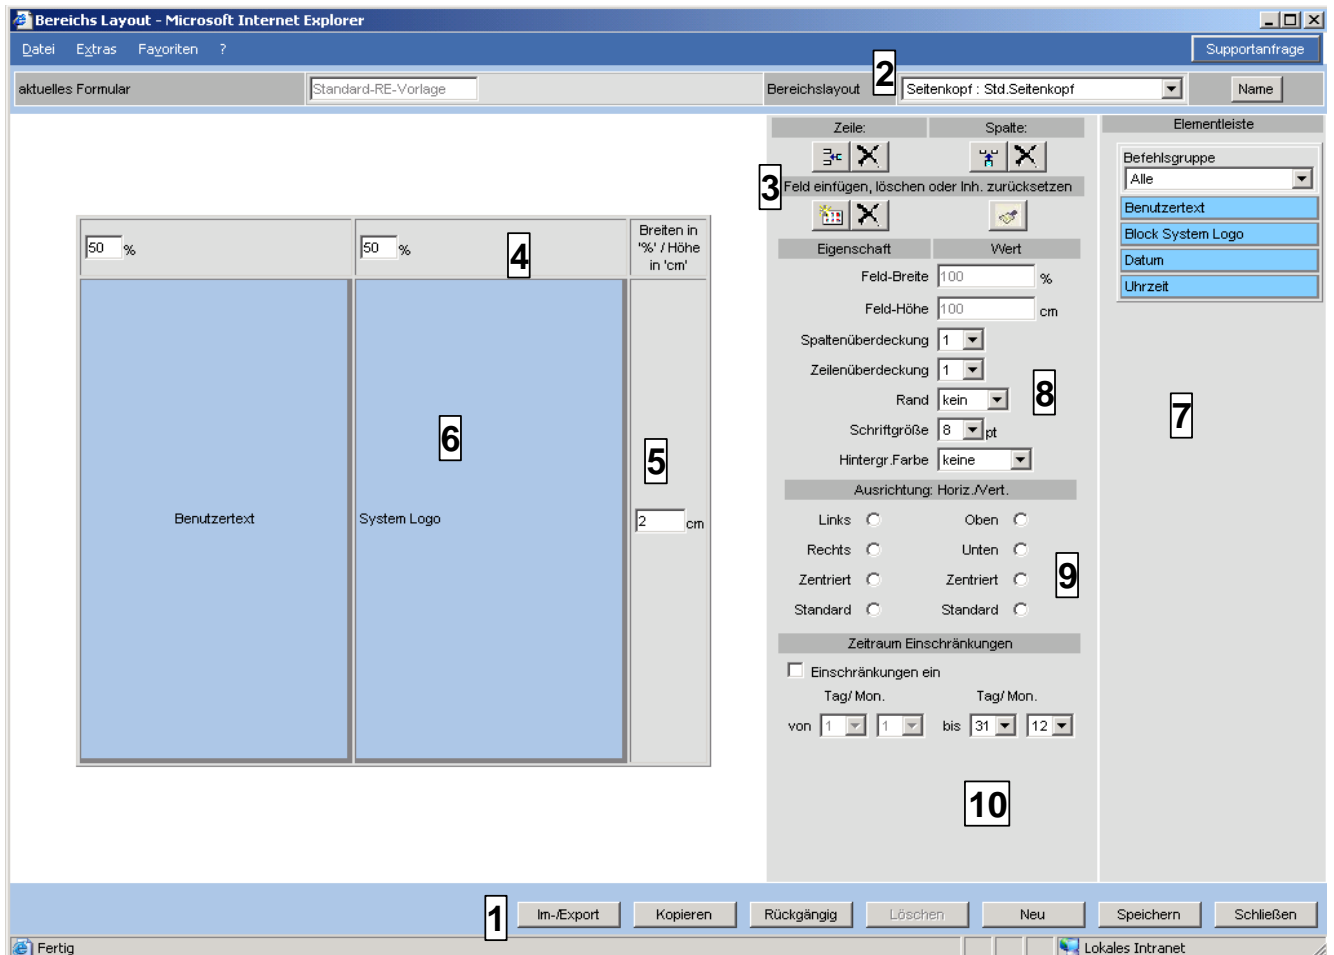 Bereichs Layout - Microsoft Internet Explorer
Datei Extras Favoriten ?
Supportanfrage
aktuelles Formular
Standard-RE-Vorlage
Bereichslayout
2
Seitenkopf : Std.Seitenkopf
Name
Zeile:
Spalte:
3
Feld einfügen, löschen oder Inh. zurücksetzen
Eigenschaft
Wert
Feld-Breite 100 %
Feld-Höhe 100 cm
Spaltenüberdeckung 1
Zeilenüberdeckung 1
Rand kein
8
Schriftgröße 8 pt
Hintergr.Farbe keine
Ausrichtung: Horiz./Vert.
Links Oben
Rechts Unten
Zentriert Zentriert
9
Standard Standard
Zeitraum Einschränkungen
Einschränkungen ein
Tag/ Mon. Tag/ Mon.
von 1 1 bis 31 12
10
Elementleiste
Befehlsgruppe
Alle
Benutzertext
Block System Logo
Datum
Uhrzeit
7
50 %
50 %
4
Breiten in
'%' / Höhe
in 'cm'
6
5
Benutzertext
System Logo
2 cm
1
Im-/Export
Kopieren
Rückgängig
Löschen
Neu
Speichern
Schließen
Fertig
Lokales Intranet